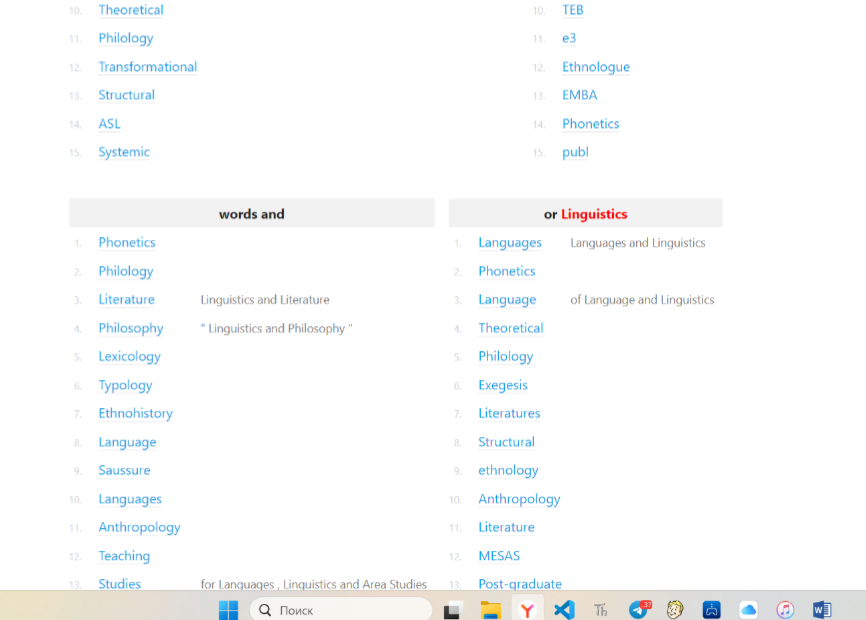 10. Theoretical
11. Philology
12. Transformational
13. Structural
14. ASL
15. Systemic
10. TEB
11. e3
12. Ethnologue
13. EMBA
14. Phonetics
15. publ
words and
1. Phonetics
2. Philology
3. Literature Linguistics and Literature
4. Philosophy " Linguistics and Philosophy "
5. Lexicology
6. Typology
7. Ethnohistory
8. Language
9. Saussure
10. Languages
11. Anthropology
12. Teaching
13. Studies for Languages , Linguistics and Area Studies
or Linguistics
1. Languages Languages and Linguistics
2. Phonetics
3. Language of Language and Linguistics
4. Theoretical
5. Philology
6. Exegesis
7. Literatures
8. Structural
9. ethnology
10. Anthropology
11. Literature
12. MESAS
13. Post-graduate
Поиск
Th
37
W